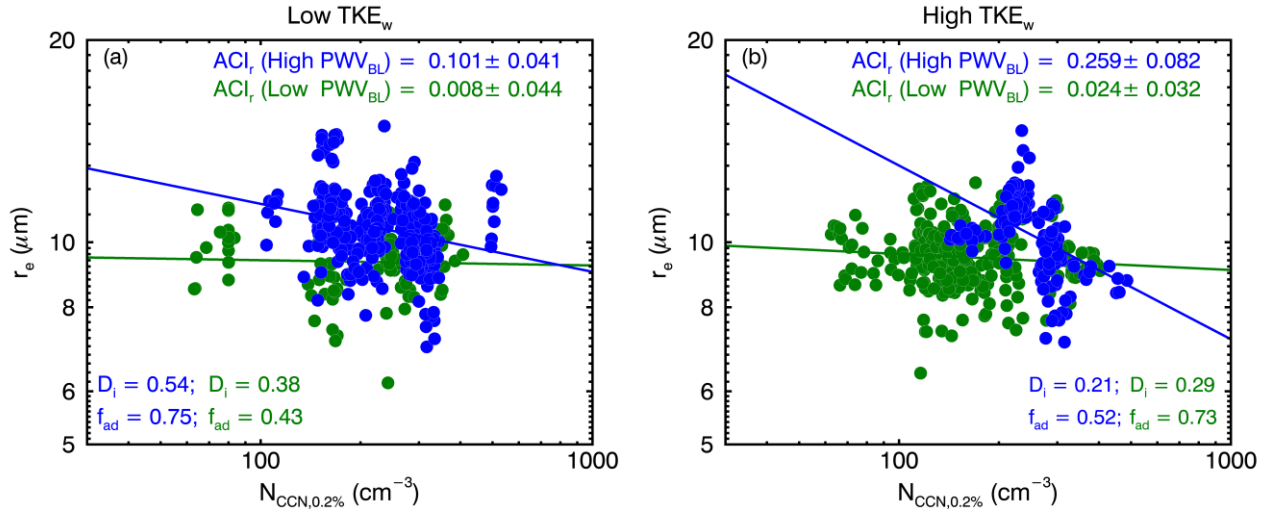 Low TKE_w
High TKE_w
(a)
ACI_r (High PWV_BL) = 0.101± 0.041
ACI_r (Low PWV_BL) = 0.008± 0.044
20
10
8
6
5
r_e (μm)
D_i = 0.54; D_i = 0.38
f_ad = 0.75; f_ad = 0.43
100
1000
N_CCN,0.2% (cm⁻³)
(b)
ACI_r (High PWV_BL) = 0.259± 0.082
ACI_r (Low PWV_BL) = 0.024± 0.032
20
10
8
6
5
r_e (μm)
D_i = 0.21; D_i = 0.29
f_ad = 0.52; f_ad = 0.73
100
1000
N_CCN,0.2% (cm⁻³)